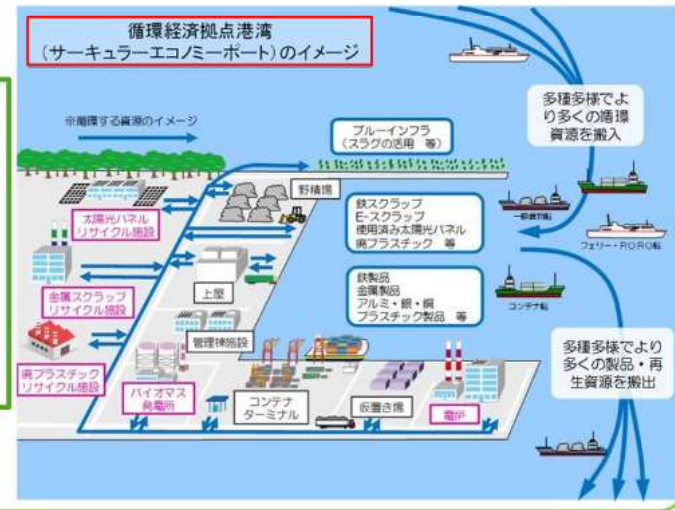 循環経済拠点港湾
(サーキュラーエコノミーポート)のイメージ
※循環する資源のイメージ
ブルーインフラ
(スラグの活用 等)
多種多様でよ
り多くの循環
資源を搬入
野積場
太陽光パネル
リサイクル施設
鉄スクラップ
E-スクラップ
使用済み太陽光パネル
廃プラスチック 等
一般貨物船
フェリー・RORO船
金属スクラップ
リサイクル施設
上屋
鉄製品
金属製品
アルミ・銀・銅
プラスチック製品 等
コンテナ船
管理棟施設
廃プラスチック
リサイクル施設
バイオマス
発電所
コンテナ
ターミナル
仮置き場
電炉
多種多様でより
多くの製品・再
生資源を搬出